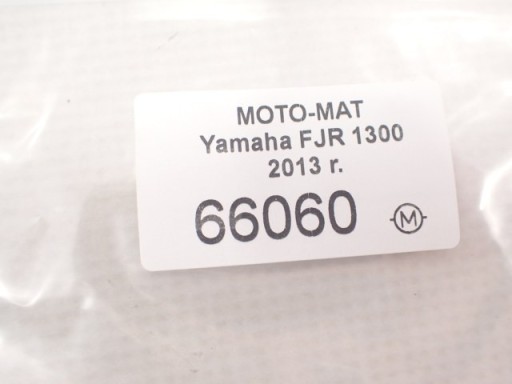 MOTO-MAT
Yamaha FJR 1300
2013 r.
66060 M